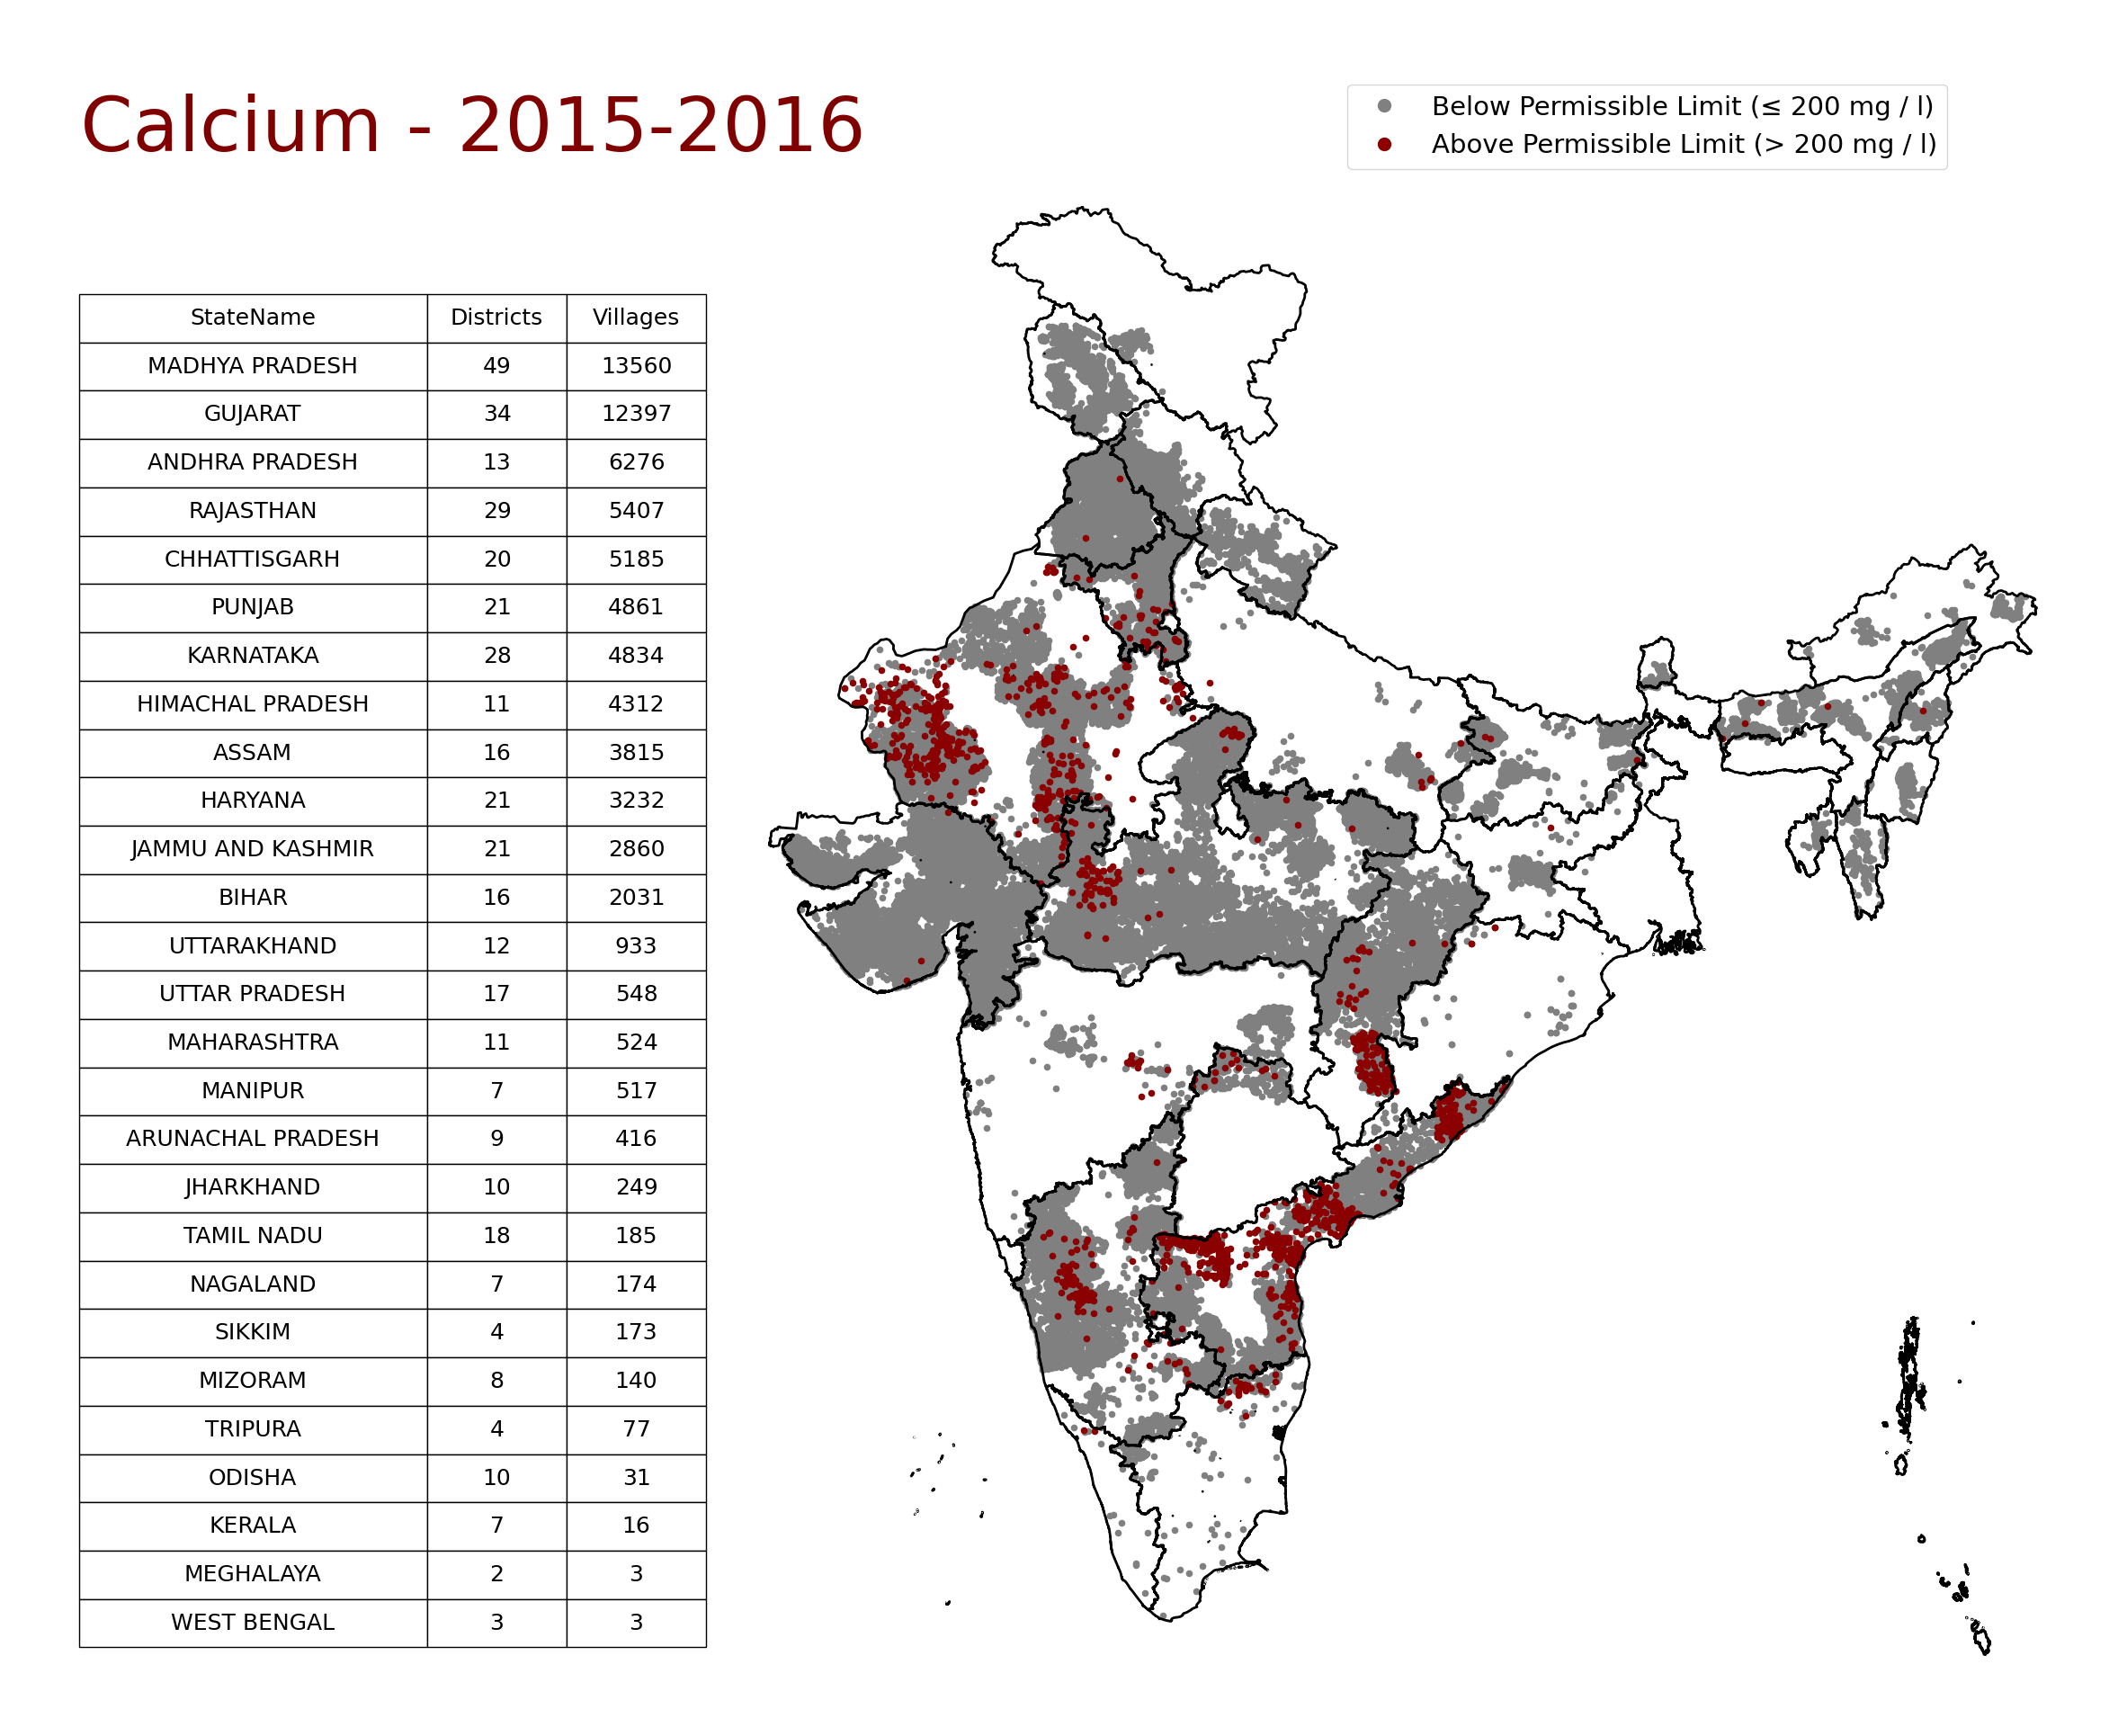 Calcium - 2015-2016
Below Permissible Limit (≤ 200 mg / l)
Above Permissible Limit (> 200 mg / l)
StateName Districts Villages
MADHYA PRADESH 49 13560
GUJARAT 34 12397
ANDHRA PRADESH 13 6276
RAJASTHAN 29 5407
CHHATTISGARH 20 5185
PUNJAB 21 4861
KARNATAKA 28 4834
HIMACHAL PRADESH 11 4312
ASSAM 16 3815
HARYANA 21 3232
JAMMU AND KASHMIR 21 2860
BIHAR 16 2031
UTTARAKHAND 12 933
UTTAR PRADESH 17 548
MAHARASHTRA 11 524
MANIPUR 7 517
ARUNACHAL PRADESH 9 416
JHARKHAND 10 249
TAMIL NADU 18 185
NAGALAND 7 174
SIKKIM 4 173
MIZORAM 8 140
TRIPURA 4 77
ODISHA 10 31
KERALA 7 16
MEGHALAYA 2 3
WEST BENGAL 3 3